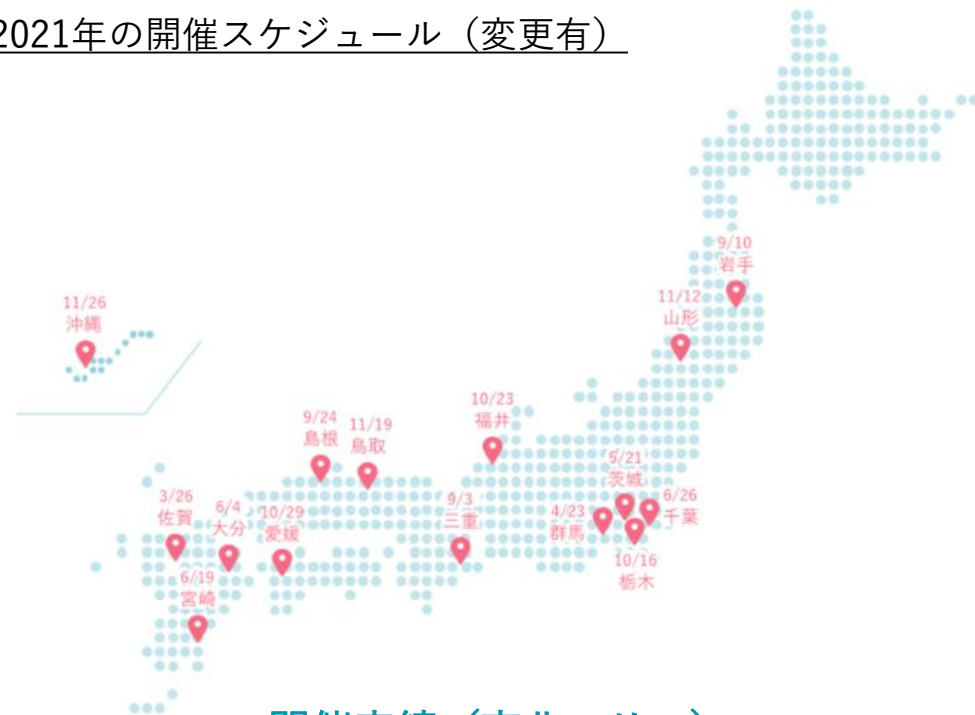 2021年の開催スケジュール（変更有）
9/10
岩手
11/12
山形
11/26
沖縄
10/23
福井
9/24
島根
11/19
鳥取
5/21
茨城
3/26
佐賀
6/4
大分
10/29
愛媛
9/3
三重
4/23
群馬
6/26
千葉
10/16
栃木
6/19
宮崎